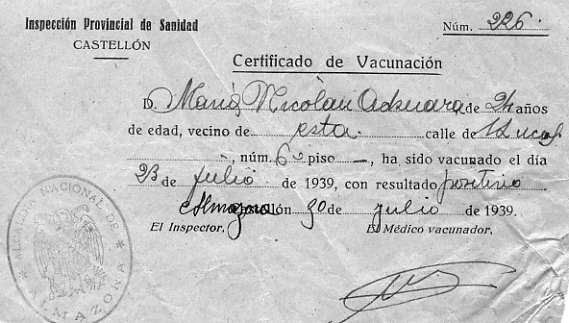 Inspección Provincial de Sanidad
CASTELLÓN
Núm. 226.
Certificado de Vacunación
D. María Nicolau Adsuara de 24 años
de edad, vecino de esta calle de S. Lucas
, núm. 6 piso —, ha sido vacunado el día
23 de julio de 1939, con resultado positivo
Almazora 30 de julio de 1939.
El Inspector, El Médico vacunador,
ALCALDIA NACIONAL DE
ALMAZORA